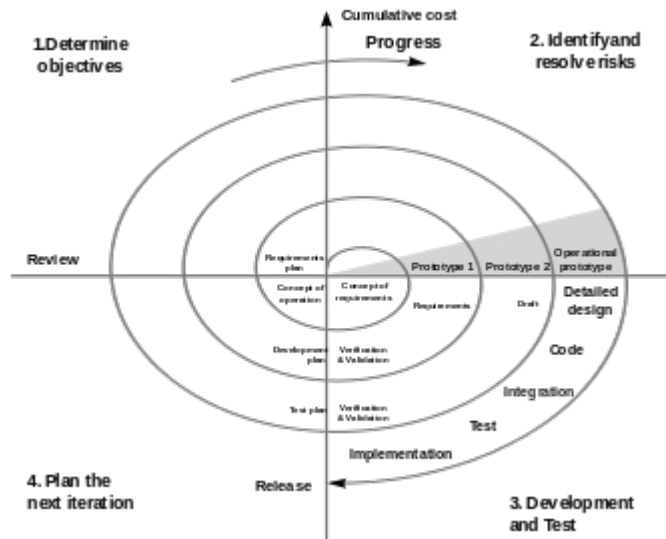 Cumulative cost
Progress
1.Determine
objectives
2. Identify and
resolve risks
Review
Requirements
plan
Prototype 1
Prototype 2
Operational
prototype
Concept of
operation
Concept of
requirements
Requirements
Draft
Detailed
design
Development
plan
Verification
& Validation
Code
Integration
Test plan
Verification
& Validation
Test
Implementation
Release
4. Plan the
next iteration
3. Development
and Test